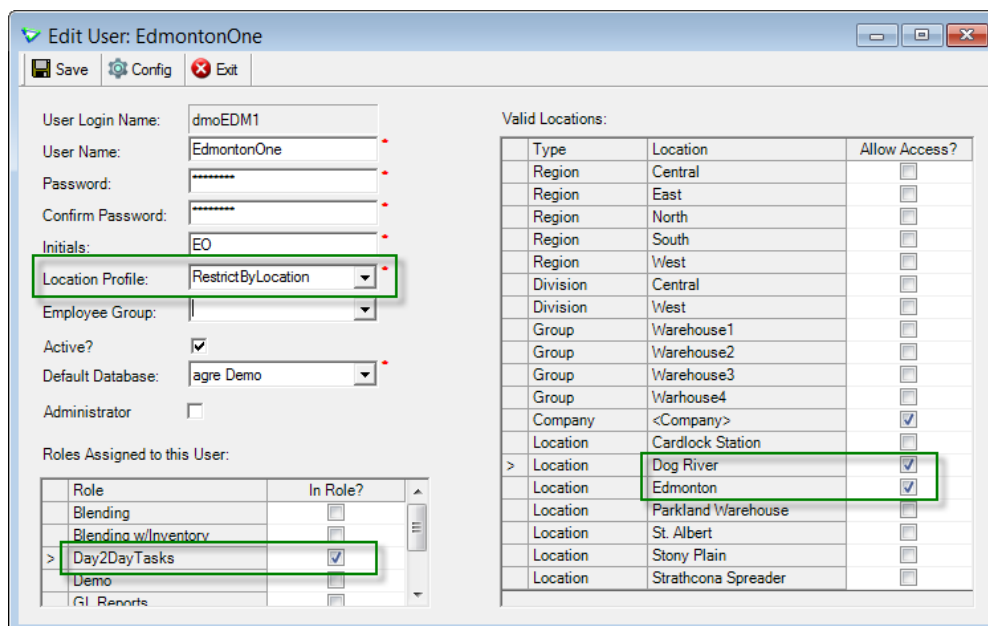 Edit User: EdmontonOne
Save Config Exit
User Login Name: dmoEDM1
User Name: EdmontonOne *
Password: ******** *
Confirm Password: ******** *
Initials: EO *
Location Profile: RestrictByLocation *
Employee Group:
Active?
Default Database: agre Demo *
Administrator
Roles Assigned to this User:
Role In Role?
Blending
Blending w/Inventory
> Day2DayTasks
Demo
GL Reports
Valid Locations:
Type Location Allow Access?
Region Central
Region East
Region North
Region South
Region West
Division Central
Division West
Group Warehouse1
Group Warehouse2
Group Warehouse3
Group Warhouse4
Company <Company>
Location Cardlock Station
> Location Dog River
Location Edmonton
Location Parkland Warehouse
Location St. Albert
Location Stony Plain
Location Strathcona Spreader